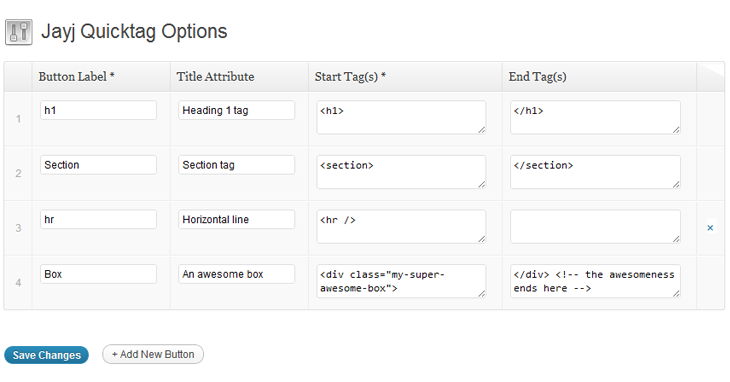 Jayj Quicktag Options
Button Label * Title Attribute Start Tag(s) * End Tag(s)
1 h1 Heading 1 tag <h1> </h1>
2 Section Section tag <section> </section>
3 hr Horizontal line <hr /> ×
4 Box An awesome box <div class="my-super- </div> <!-- the awesomeness
awesome-box"> ends here -->
Save Changes + Add New Button